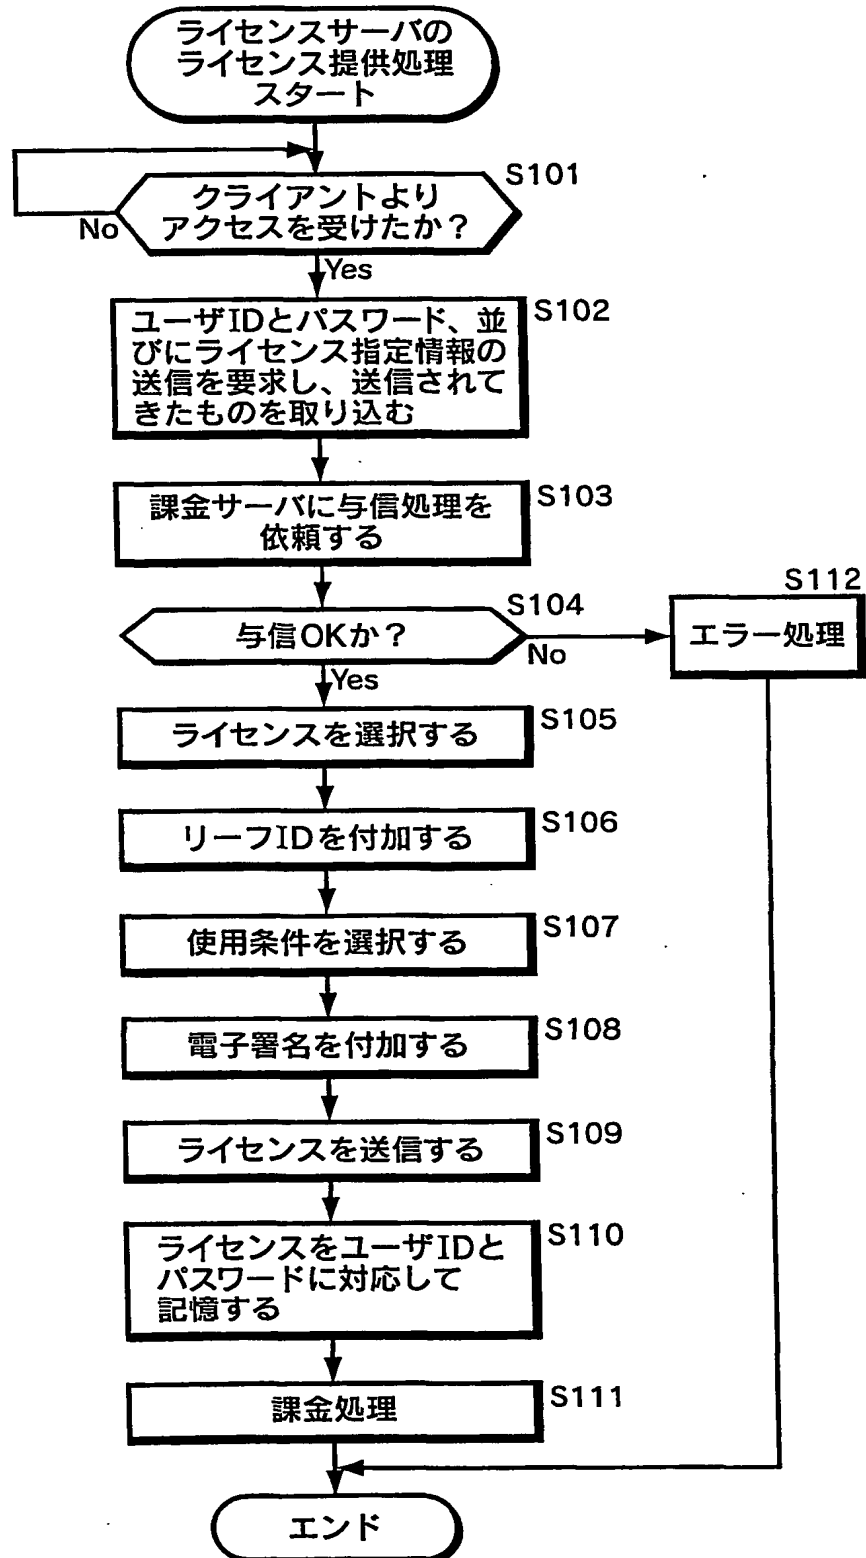 ライセンスサーバの
ライセンス提供処理
スタート
S101
クライアントより
アクセスを受けたか？
No
Yes
S102
ユーザIDとパスワード、並
びにライセンス指定情報の
送信を要求し、送信されて
きたものを取り込む
S103
課金サーバに与信処理を
依頼する
S104
与信OKか？
No
Yes
S112
エラー処理
S105
ライセンスを選択する
S106
リーフIDを付加する
S107
使用条件を選択する
S108
電子署名を付加する
S109
ライセンスを送信する
S110
ライセンスをユーザIDと
パスワードに対応して
記憶する
S111
課金処理
エンド